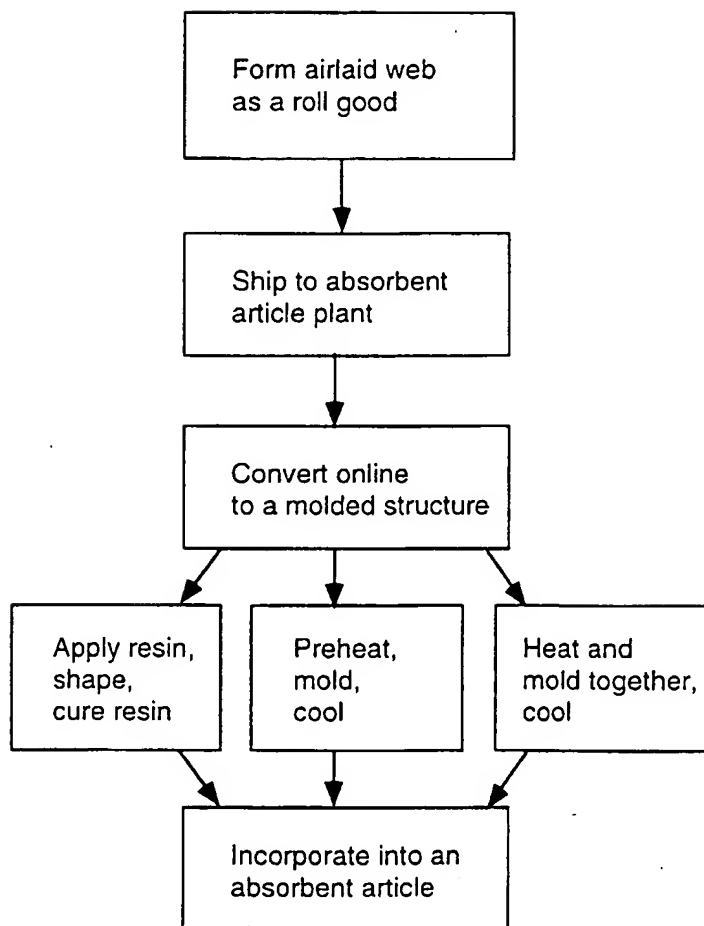 Form airlaid web
as a roll good
Ship to absorbent
article plant
Convert online
to a molded structure
Apply resin,
shape,
cure resin
Preheat,
mold,
cool
Heat and
mold together,
cool
Incorporate into an
absorbent article